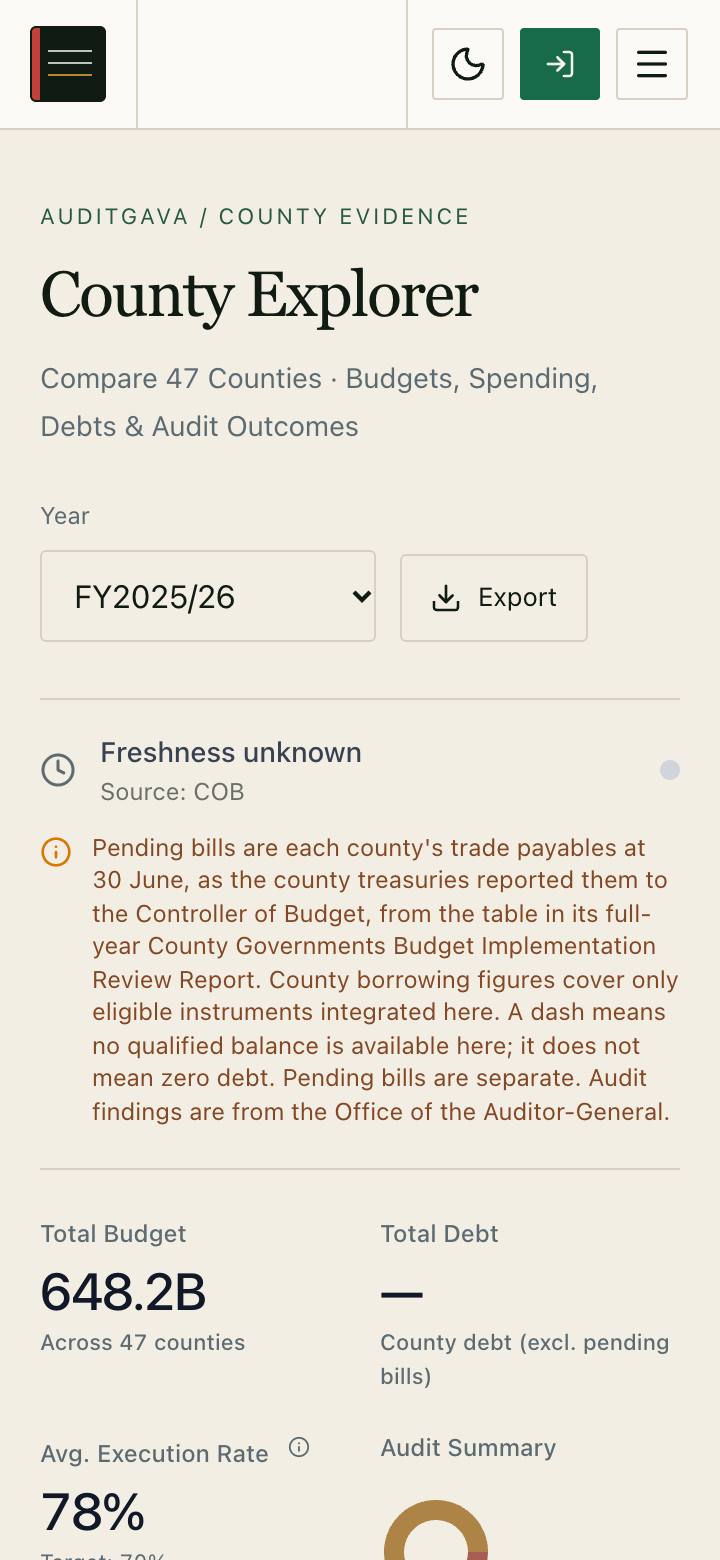 AUDITGAVA / COUNTY EVIDENCE
County Explorer
Compare 47 Counties · Budgets, Spending,
Debts & Audit Outcomes
Year
FY2025/26
Export
Freshness unknown
Source: COB
Pending bills are each county's trade payables at
30 June, as the county treasuries reported them to
the Controller of Budget, from the table in its full-
year County Governments Budget Implementation
Review Report. County borrowing figures cover only
eligible instruments integrated here. A dash means
no qualified balance is available here; it does not
mean zero debt. Pending bills are separate. Audit
findings are from the Office of the Auditor-General.
Total Budget
648.2B
Across 47 counties
Total Debt
—
County debt (excl. pending
bills)
Avg. Execution Rate
78%
Target: 70%
Audit Summary